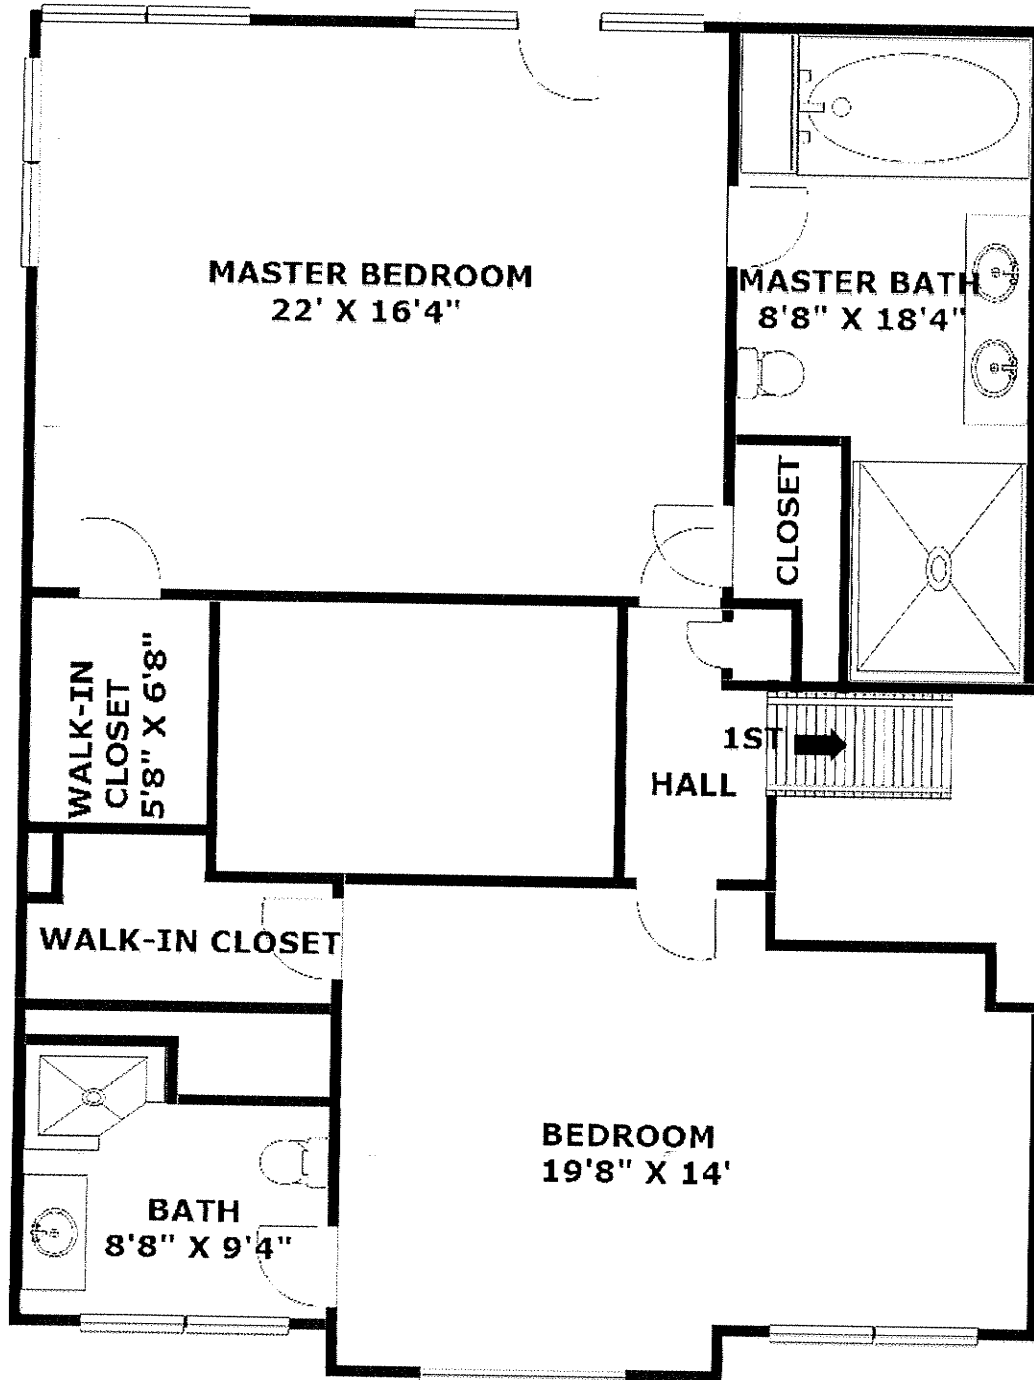 MASTER BEDROOM
22' X 16'4"
MASTER BATH
8'8" X 18'4"
CLOSET
WALK-IN
CLOSET
5'8" X 6'8"
1ST
HALL
WALK-IN CLOSET
BEDROOM
19'8" X 14'
BATH
8'8" X 9'4"